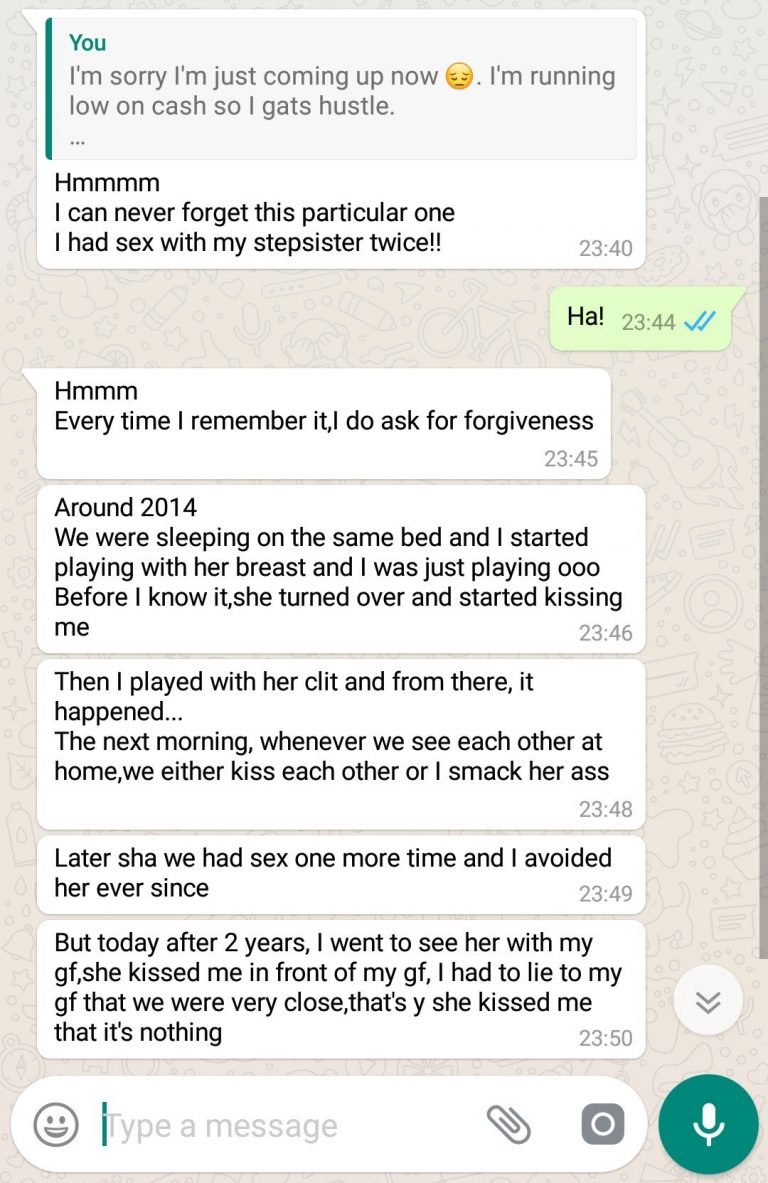 You
I'm sorry I'm just coming up now 😔. I'm running
low on cash so I gats hustle.
...
Hmmmm
I can never forget this particular one
I had sex with my stepsister twice!!
23:40
Ha! 23:44
Hmmm
Every time I remember it,I do ask for forgiveness
23:45
Around 2014
We were sleeping on the same bed and I started
playing with her breast and I was just playing ooo
Before I know it,she turned over and started kissing
me
23:46
Then I played with her clit and from there, it
happened...
The next morning, whenever we see each other at
home,we either kiss each other or I smack her ass
23:48
Later sha we had sex one more time and I avoided
her ever since
23:49
But today after 2 years, I went to see her with my
gf,she kissed me in front of my gf, I had to lie to my
gf that we were very close,that's y she kissed me
that it's nothing
23:50
Type a message